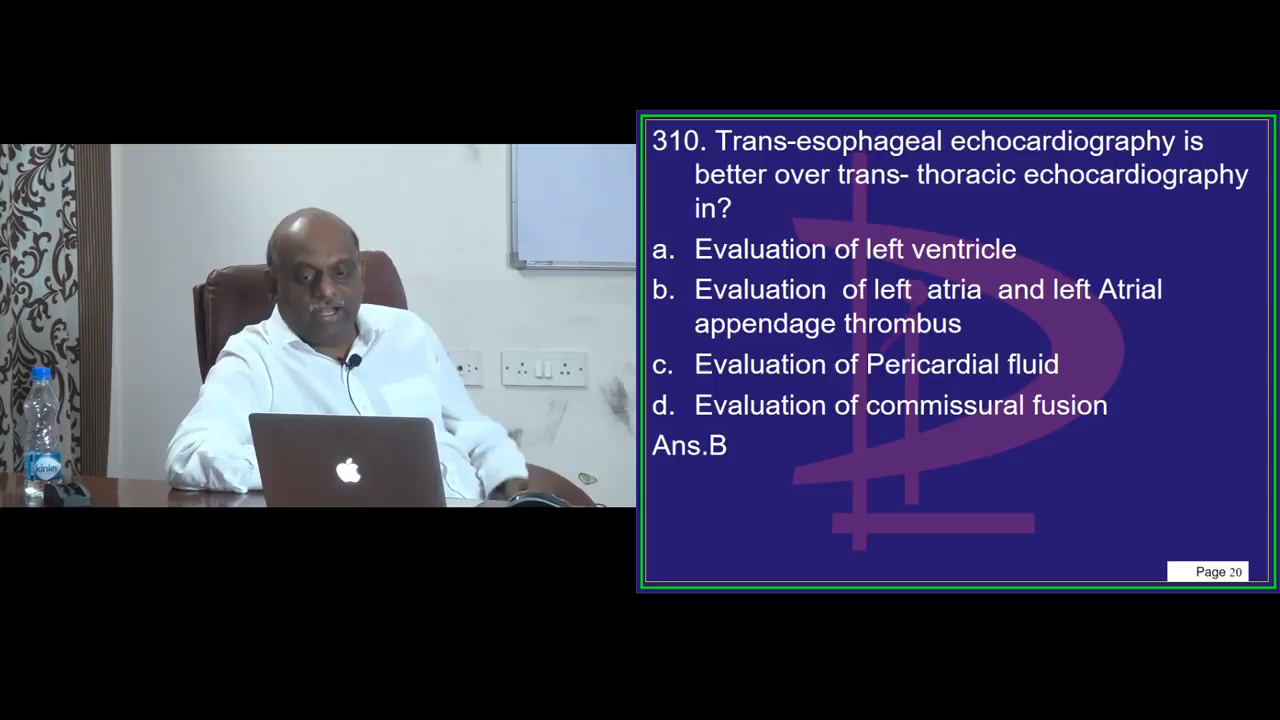 310. Trans-esophageal echocardiography is
better over trans- thoracic echocardiography
in?
a. Evaluation of left ventricle
b. Evaluation of left atria and left Atrial
appendage thrombus
c. Evaluation of Pericardial fluid
d. Evaluation of commissural fusion
Ans.B
kinley
Page 20